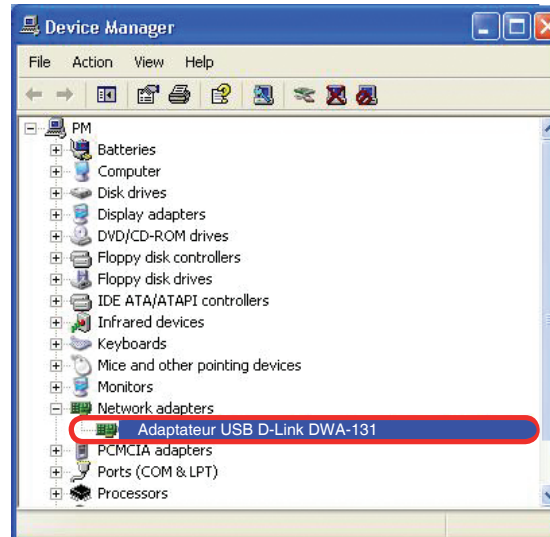 Device Manager
File Action View Help
PM
Batteries
Computer
Disk drives
Display adapters
DVD/CD-ROM drives
Floppy disk controllers
Floppy disk drives
IDE ATA/ATAPI controllers
Infrared devices
Keyboards
Mice and other pointing devices
Monitors
Network adapters
Adaptateur USB D-Link DWA-131
PCMCIA adapters
Ports (COM & LPT)
Processors